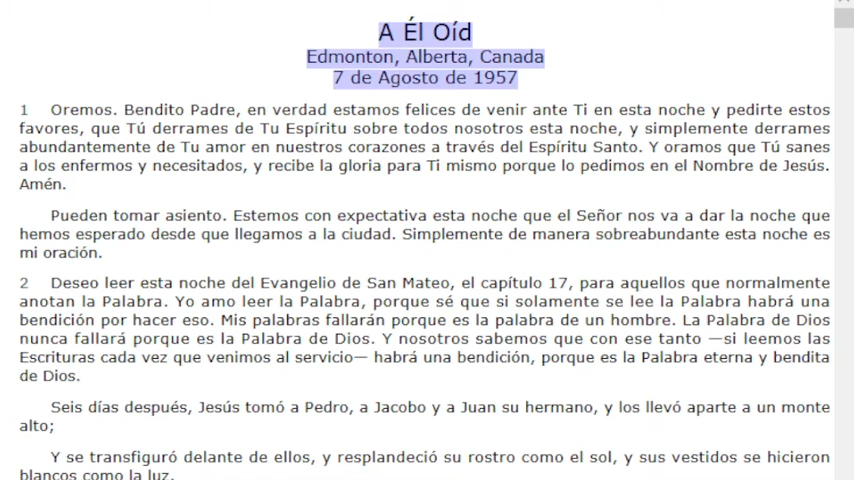 A Él Oíd
Edmonton, Alberta, Canada
7 de Agosto de 1957
1 Oremos. Bendito Padre, en verdad estamos felices de venir ante Ti en esta noche y pedirte estos
favores, que Tú derrames de Tu Espíritu sobre todos nosotros esta noche, y simplemente derrames
abundantemente de Tu amor en nuestros corazones a través del Espíritu Santo. Y oramos que Tú sanes
a los enfermos y necesitados, y recibe la gloria para Ti mismo porque lo pedimos en el Nombre de Jesús.
Amén.
Pueden tomar asiento. Estemos con expectativa esta noche que el Señor nos va a dar la noche que
hemos esperado desde que llegamos a la ciudad. Simplemente de manera sobreabundante esta noche es
mi oración.
2 Deseo leer esta noche del Evangelio de San Mateo, el capítulo 17, para aquellos que normalmente
anotan la Palabra. Yo amo leer la Palabra, porque sé que si solamente se lee la Palabra habrá una
bendición por hacer eso. Mis palabras fallarán porque es la palabra de un hombre. La Palabra de Dios
nunca fallará porque es la Palabra de Dios. Y nosotros sabemos que con ese tanto —si leemos las
Escrituras cada vez que venimos al servicio— habrá una bendición, porque es la Palabra eterna y bendita
de Dios.
Seis días después, Jesús tomó a Pedro, a Jacobo y a Juan su hermano, y los llevó aparte a un monte
alto;
Y se transfiguró delante de ellos, y resplandeció su rostro como el sol, y sus vestidos se hicieron
blancos como la luz.